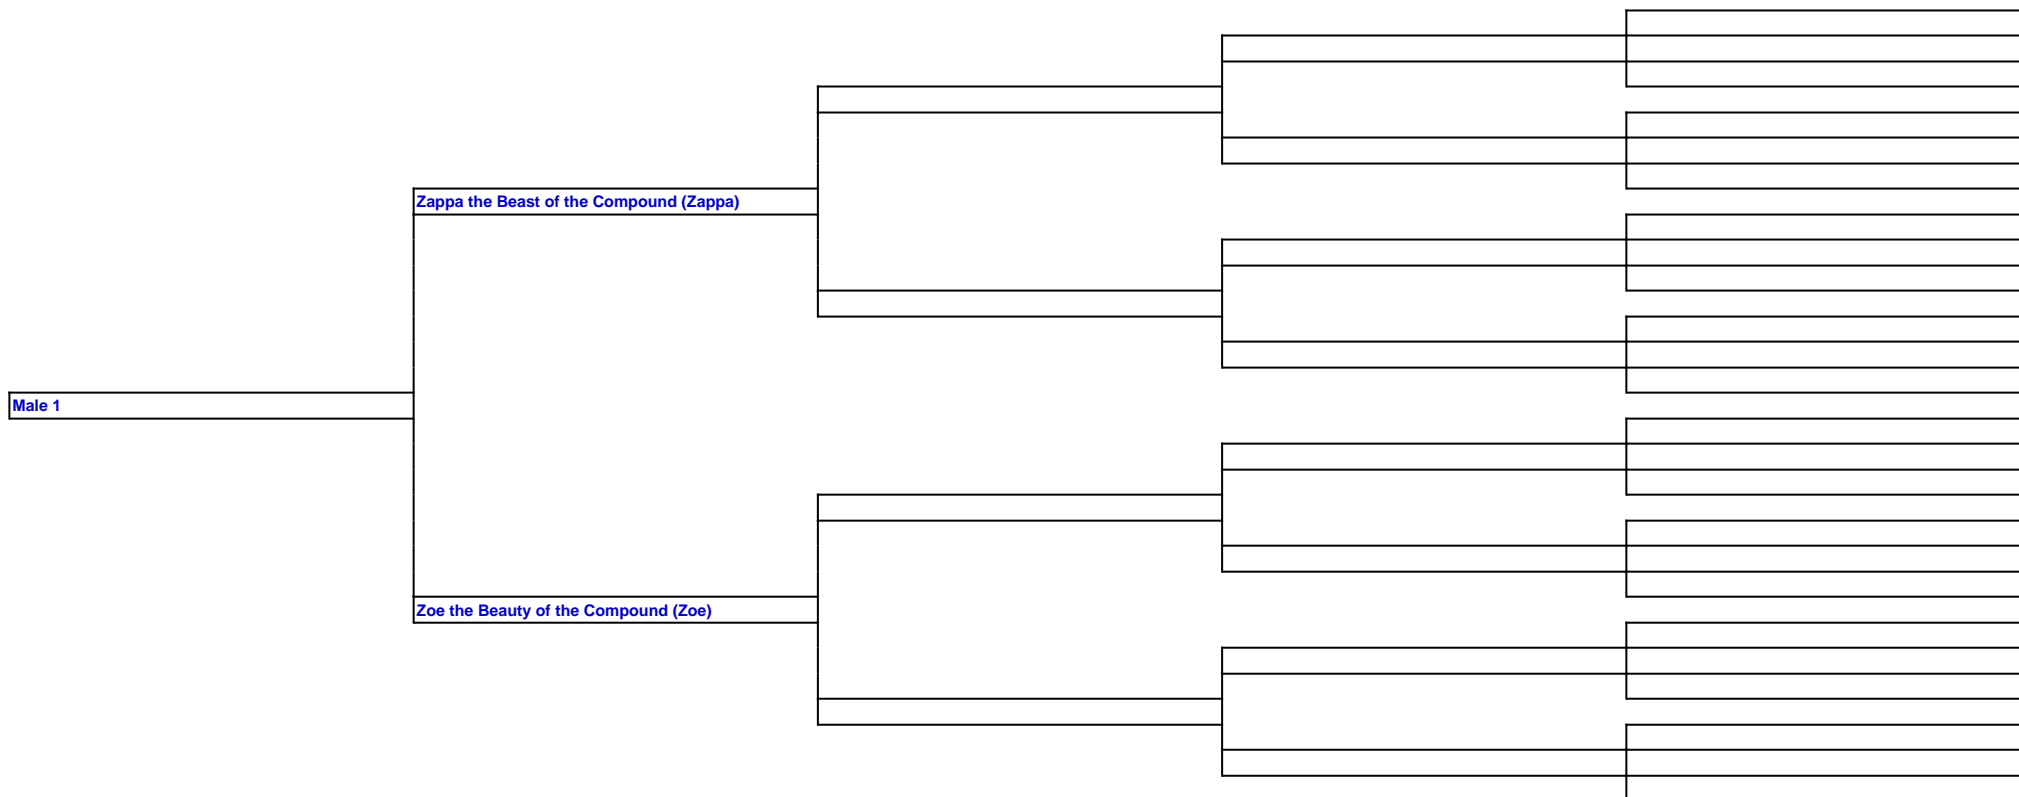 Zappa the Beast of the Compound (Zappa)
Male 1
Zoe the Beauty of the Compound (Zoe)